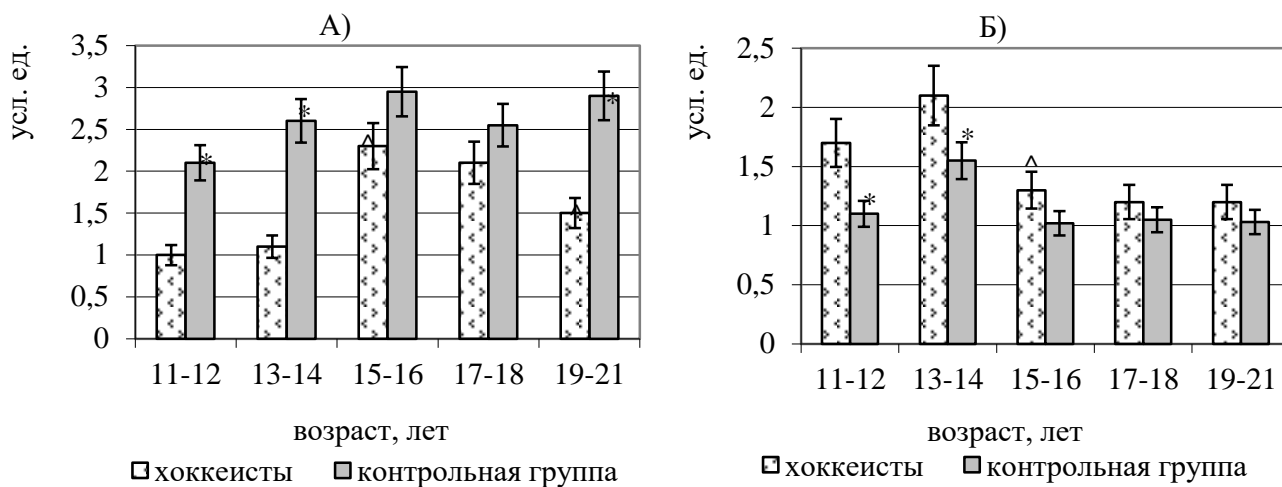 А)
усл. ед.
3,5
3
2,5
2
1,5
1
0,5
0
* * ^ ^ *
11-12 13-14 15-16 17-18 19-21
возраст, лет
хоккеисты контрольная группа
Б)
усл. ед.
2,5
2
1,5
1
0,5
0
* * ^
11-12 13-14 15-16 17-18 19-21
возраст, лет
хоккеисты контрольная группа